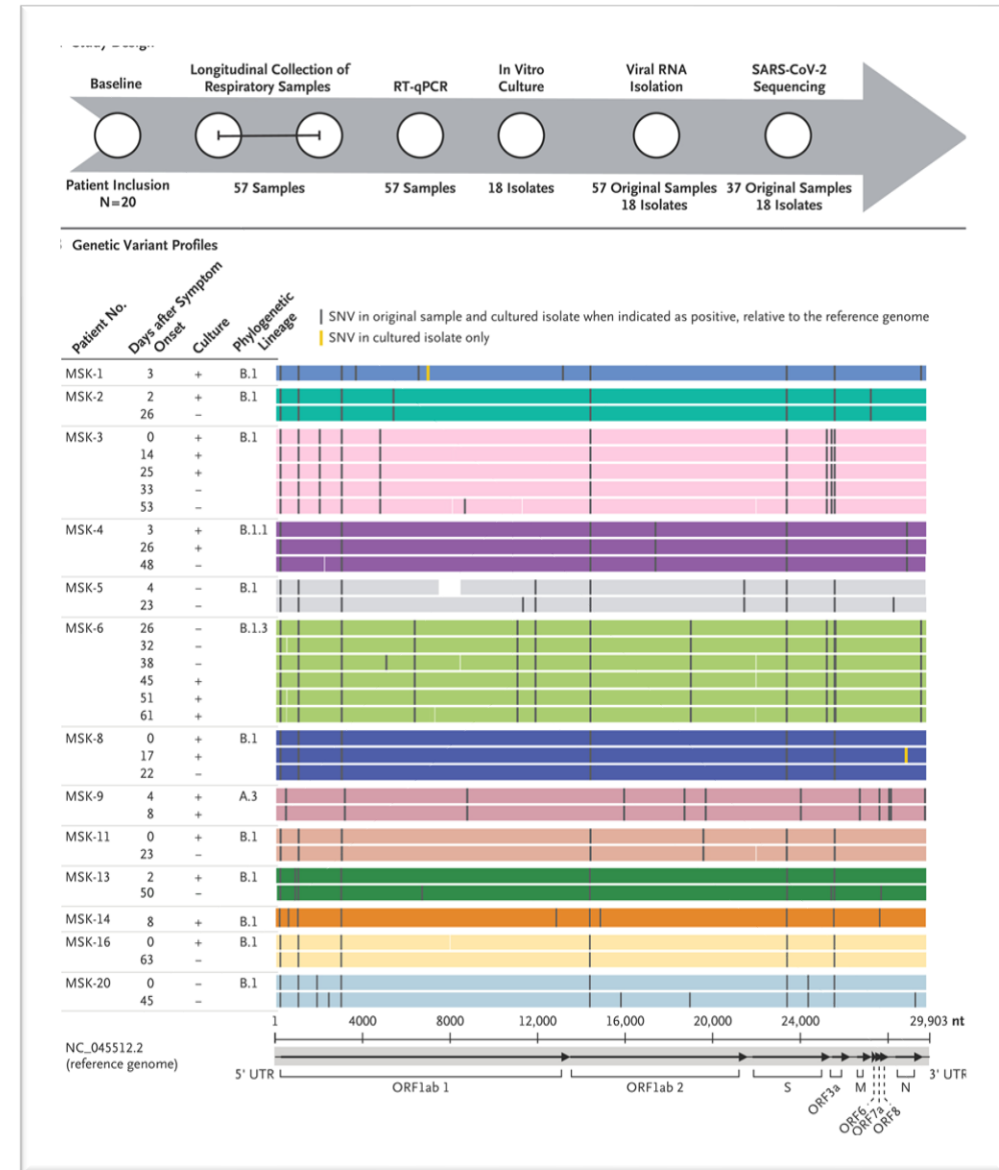 Study Design
Baseline
Longitudinal Collection of
Respiratory Samples
RT-qPCR
In Vitro
Culture
Viral RNA
Isolation
SARS-CoV-2
Sequencing
Patient Inclusion
N=20
57 Samples
57 Samples
18 Isolates
57 Original Samples
18 Isolates
37 Original Samples
18 Isolates
Genetic Variant Profiles
Patient No.
Days after Symptom
Onset
Culture
Phylogenetic
Lineage
SNV in original sample and cultured isolate when indicated as positive, relative to the reference genome
SNV in cultured isolate only
MSK-1 3 + B.1
MSK-2 2 + B.1
26 –
MSK-3 0 + B.1
14 +
25 +
33 –
53 –
MSK-4 3 + B.1.1
26 +
48 –
MSK-5 4 – B.1
23 –
MSK-6 26 – B.1.3
32 –
38 –
45 +
51 +
61 +
MSK-8 0 + B.1
17 +
22 –
MSK-9 4 + A.3
8 +
MSK-11 0 + B.1
23 –
MSK-13 2 + B.1
50 –
MSK-14 8 + B.1
MSK-16 0 + B.1
63 –
MSK-20 0 – B.1
45 –
1 4000 8000 12,000 16,000 20,000 24,000 29,903 nt
NC_045512.2
(reference genome)
5' UTR
ORF1ab 1
ORF1ab 2
S
ORF3a
M
ORF6
ORF7a
ORF8
N
3' UTR